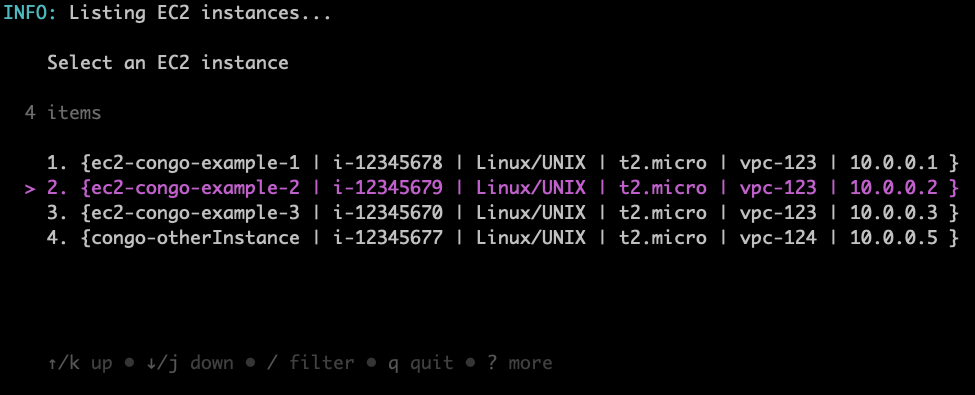 INFO: Listing EC2 instances...
Select an EC2 instance
4 items
1. {ec2-congo-example-1 | i-12345678 | Linux/UNIX | t2.micro | vpc-123 | 10.0.0.1 }
> 2. {ec2-congo-example-2 | i-12345679 | Linux/UNIX | t2.micro | vpc-123 | 10.0.0.2 }
3. {ec2-congo-example-3 | i-12345670 | Linux/UNIX | t2.micro | vpc-123 | 10.0.0.3 }
4. {congo-otherInstance | i-12345677 | Linux/UNIX | t2.micro | vpc-124 | 10.0.0.5 }
↑/k up • ↓/j down • / filter • q quit • ? more